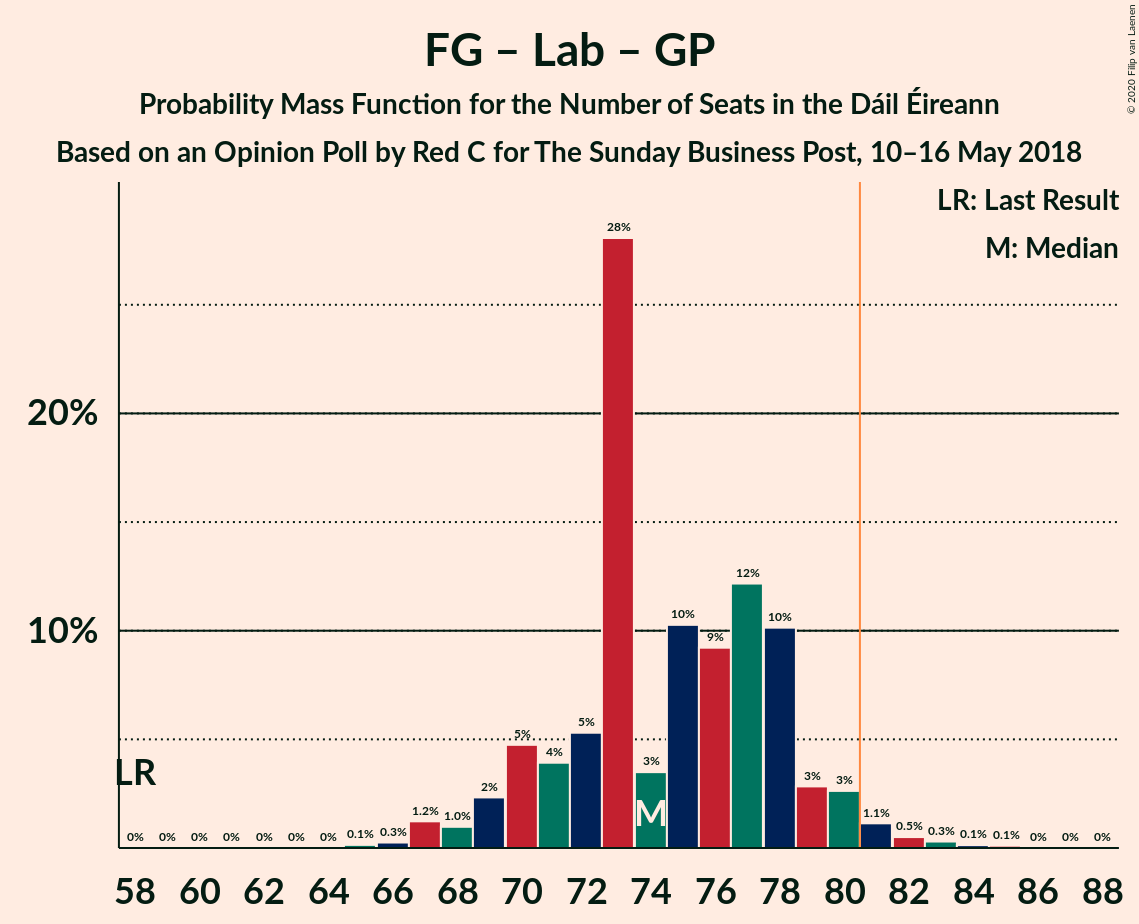 FG – Lab – GP
Probability Mass Function for the Number of Seats in the Dáil Éireann
Based on an Opinion Poll by Red C for The Sunday Business Post, 10–16 May 2018
© 2020 Filip van Laenen
LR: Last Result
M: Median
28%
20%
12%
10%
10%
9%
10%
5%
5%
4%
3%
3%
3%
LR
M
2%
1.2%
1.0%
1.1%
0% 0% 0% 0% 0% 0% 0% 0.1% 0.3% 0.5% 0.3% 0.1% 0.1% 0% 0% 0%
58 60 62 64 66 68 70 72 74 76 78 80 82 84 86 88